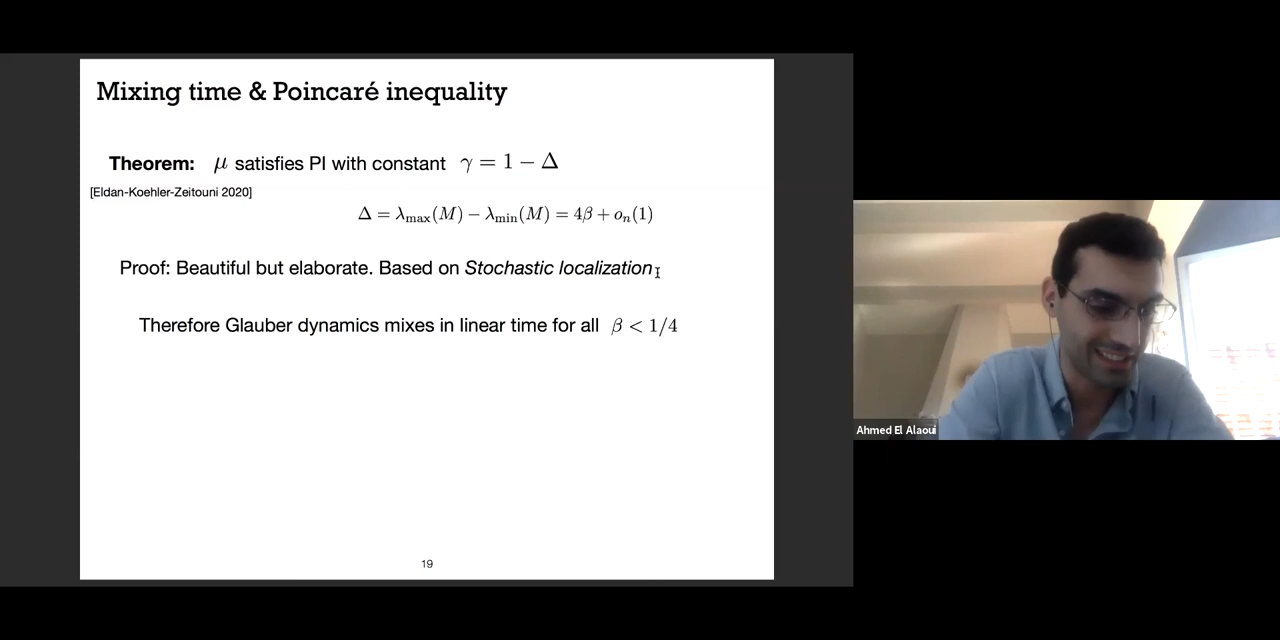 Mixing time & Poincaré inequality
Theorem: μ satisfies PI with constant γ = 1 − Δ
[Eldan-Koehler-Zeitouni 2020]
Δ = λmax(M) − λmin(M) = 4β + on(1)
Proof: Beautiful but elaborate. Based on Stochastic localization
Therefore Glauber dynamics mixes in linear time for all β < 1/4
19
Ahmed El Alaoui